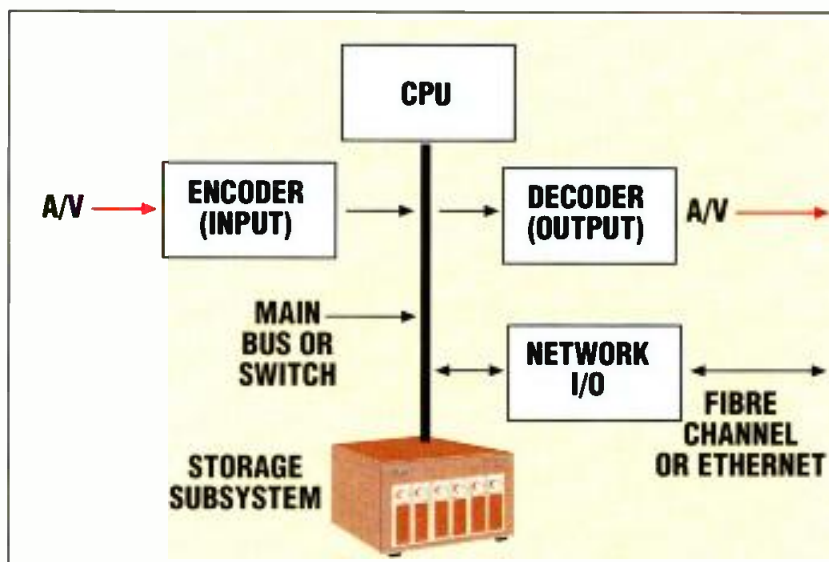 CPU
A/V
ENCODER
(INPUT)
DECODER
(OUTPUT)
A/V
MAIN
BUS OR
SWITCH
NETWORK
I/O
FIBRE
CHANNEL
OR ETHERNET
STORAGE
SUBSYSTEM